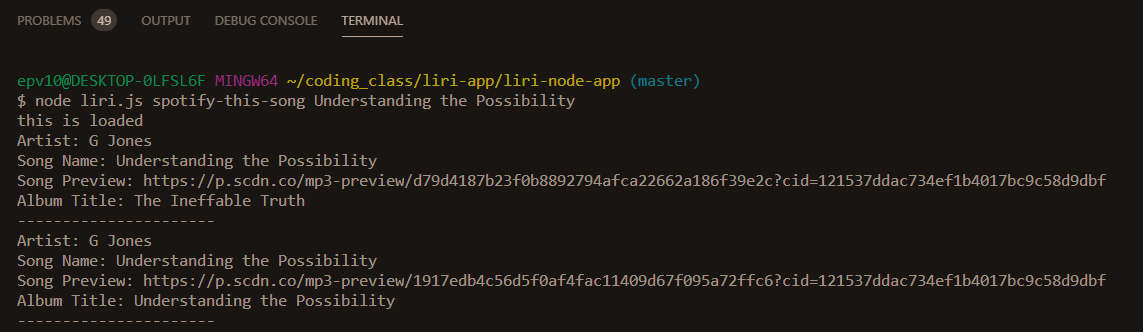 PROBLEMS 49 OUTPUT DEBUG CONSOLE TERMINAL
epv10@DESKTOP-0LFSL6F MINGW64 ~/coding_class/liri-app/liri-node-app (master)
$ node liri.js spotify-this-song Understanding the Possibility
this is loaded
Artist: G Jones
Song Name: Understanding the Possibility
Song Preview: https://p.scdn.co/mp3-preview/d79d4187b23f0b8892794afca22662a186f39e2c?cid=121537ddac734ef1b4017bc9c58d9dbf
Album Title: The Ineffable Truth
----------------------
Artist: G Jones
Song Name: Understanding the Possibility
Song Preview: https://p.scdn.co/mp3-preview/1917edb4c56d5f0af4fac11409d67f095a72ffc6?cid=121537ddac734ef1b4017bc9c58d9dbf
Album Title: Understanding the Possibility
----------------------